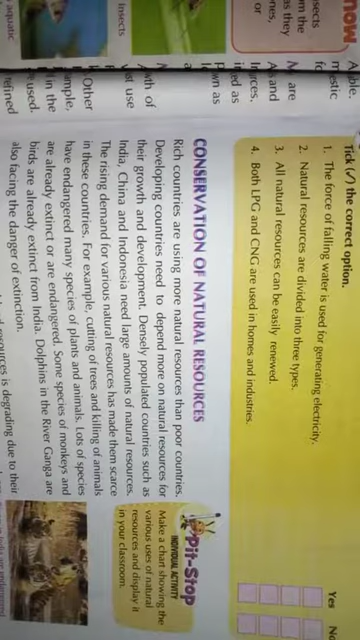 Tick (✓) the correct option.
Yes
1. The force of falling water is used for generating electricity.
2. Natural resources are divided into three types.
3. All natural resources can be easily renewed.
4. Both LPG and CNG are used in homes and industries.
CONSERVATION OF NATURAL RESOURCES
Rich countries are using more natural resources than poor countries.
Developing countries need to depend more on natural resources for
their growth and development. Densely populated countries such as
India, China and Indonesia need large amounts of natural resources.
The rising demand for various natural resources has made them scarce
in these countries. For example, cutting of trees and killing of animals
have endangered many species of plants and animals. Lots of species
are already extinct or are endangered. Some species of monkeys and
birds are already extinct from India. Dolphins in the River Ganga are
also facing the danger of extinction.
is degrading due to their
Pit-Stop
INDIVIDUAL ACTIVITY
Make a chart showing the
various uses of natural
resources and display it
in your classroom.
now
Insects
aquatic